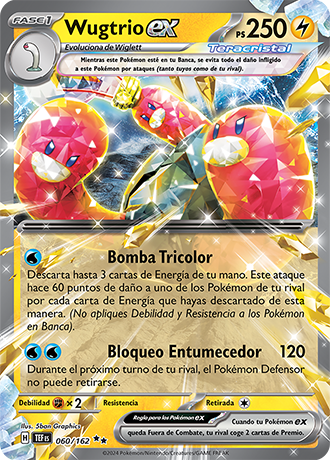 FASE 1
Wugtrio ex
PS 250
Evoluciona de Wiglett
Teracristal
Mientras este Pokémon esté en tu Banca, se evita todo el daño infligido
a este Pokémon por ataques (tanto tuyos como de tu rival).
Bomba Tricolor
Descarta hasta 3 cartas de Energía de tu mano. Este ataque
hace 60 puntos de daño a uno de los Pokémon de tu rival
por cada carta de Energía que hayas descartado de esta
manera. (No apliques Debilidad y Resistencia a los Pokémon
en Banca).
Bloqueo Entumecedor 120
Durante el próximo turno de tu rival, el Pokémon Defensor
no puede retirarse.
Debilidad ×2 Resistencia Retirada
Ilus. 5ban Graphics
Regla para los Pokémon ex
Cuando tu Pokémon ex
queda Fuera de Combate, tu rival coge 2 cartas de Premio.
H TEF ES 060/162 ★★
©2024 Pokémon/Nintendo/Creatures/GAME FREAK